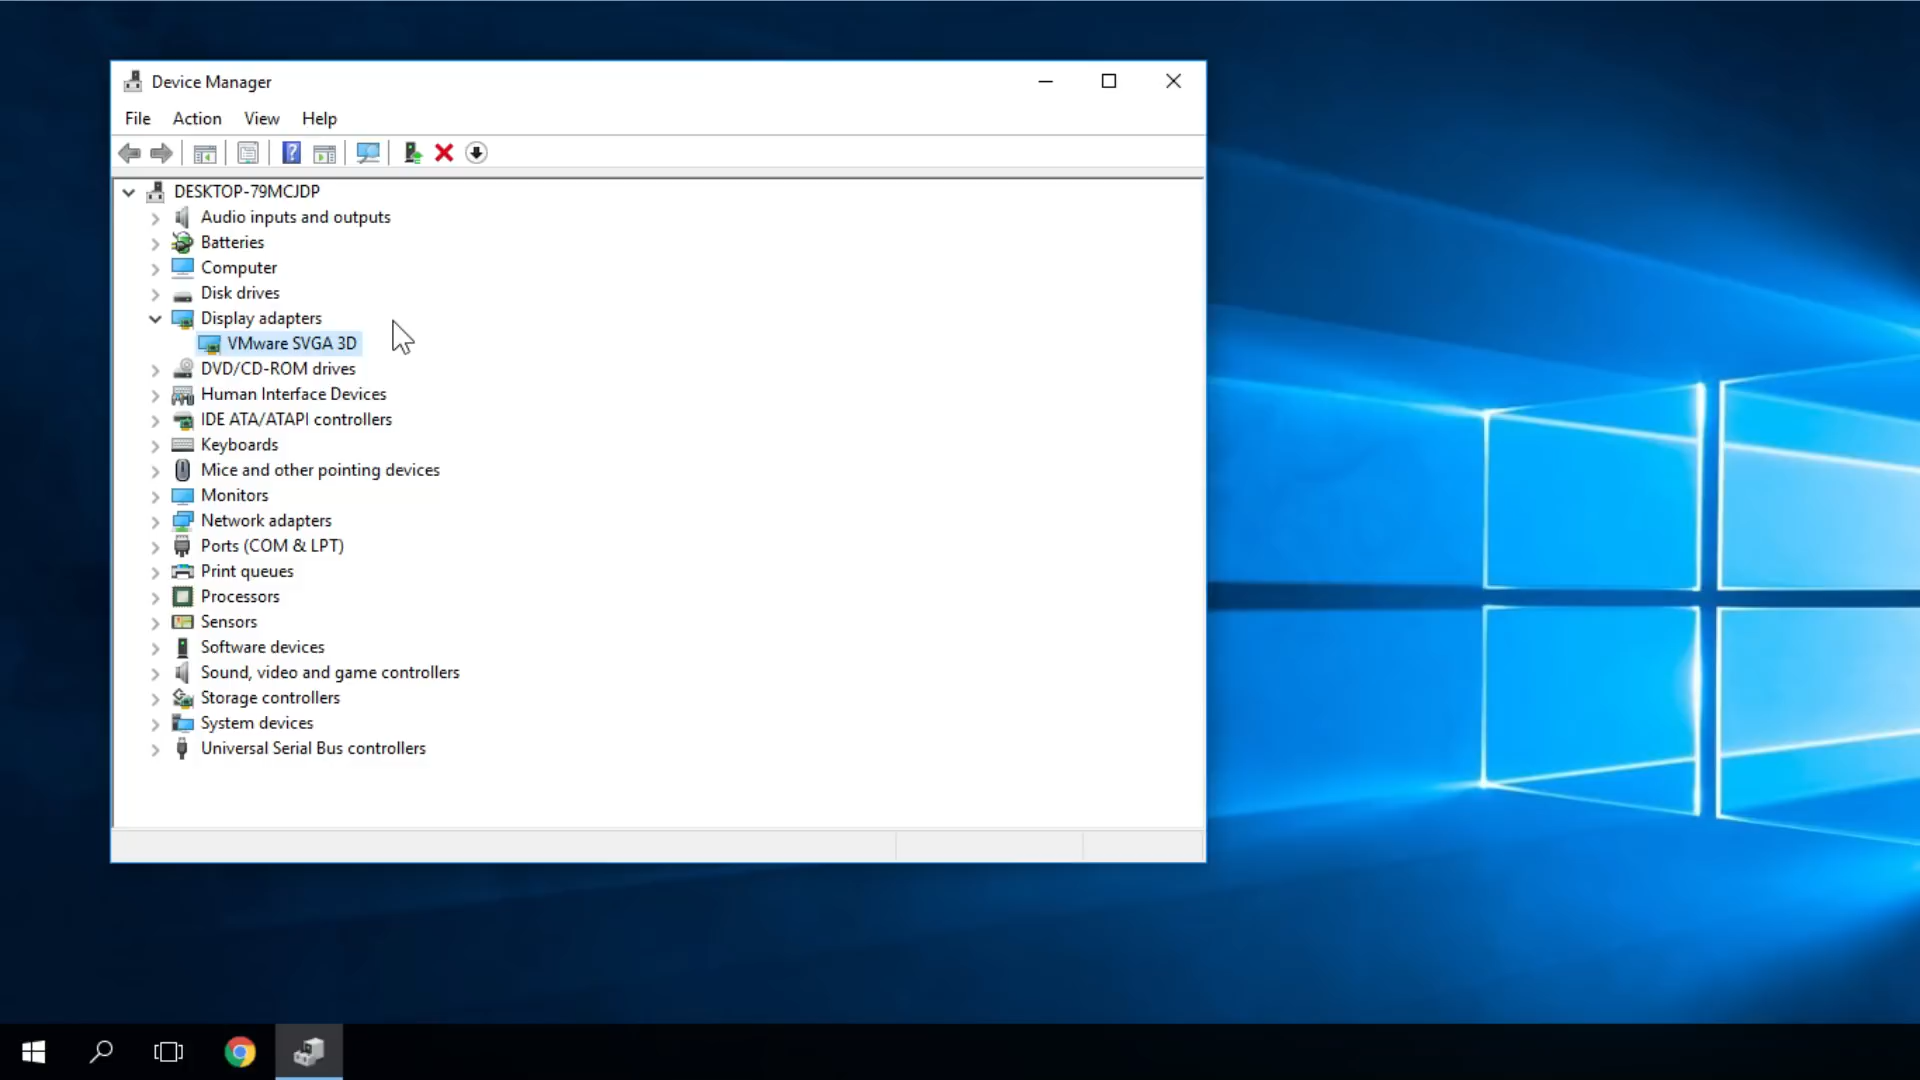 Device Manager
File Action View Help
?
DESKTOP-79MCJDP
Audio inputs and outputs
Batteries
Computer
Disk drives
Display adapters
VMware SVGA 3D
DVD/CD-ROM drives
Human Interface Devices
IDE ATA/ATAPI controllers
Keyboards
Mice and other pointing devices
Monitors
Network adapters
Ports (COM & LPT)
Print queues
Processors
Sensors
Software devices
Sound, video and game controllers
Storage controllers
System devices
Universal Serial Bus controllers